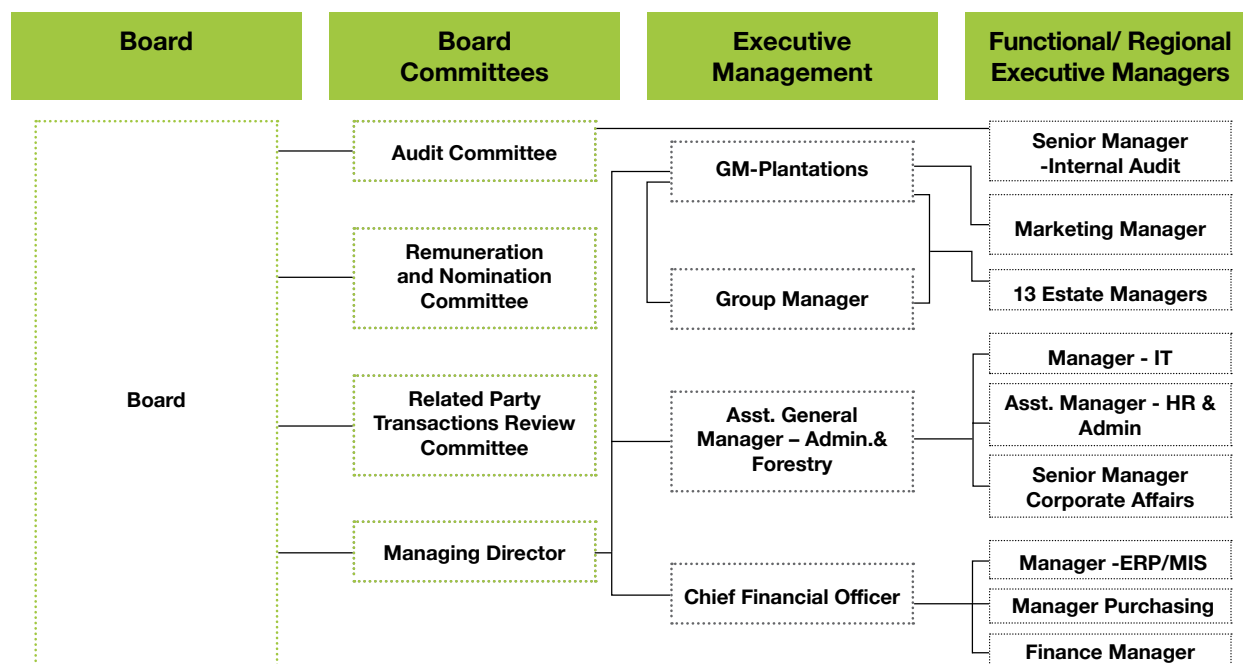 Board
Board
Committees
Executive
Management
Functional/ Regional
Executive Managers
Board
Audit Committee
Remuneration
and Nomination
Committee
Related Party
Transactions Review
Committee
Managing Director
GM-Plantations
Group Manager
Asst. General
Manager – Admin.&
Forestry
Chief Financial Officer
Senior Manager
-Internal Audit
Marketing Manager
13 Estate Managers
Manager - IT
Asst. Manager - HR &
Admin
Senior Manager
Corporate Affairs
Manager -ERP/MIS
Manager Purchasing
Finance Manager